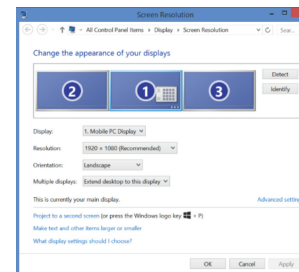 Screen Resolution
« All Control Panel Items ▸ Display ▸ Screen Resolution
Sear...
Change the appearance of your displays
2
1
3
Detect
Identify
Display: 1. Mobile PC Display
Resolution: 1920 × 1080 (Recommended)
Orientation: Landscape
Multiple displays: Extend desktop to this display
This is currently your main display.
Advanced settin
Project to a second screen (or press the Windows logo key + P)
Make text and other items larger or smaller
What display settings should I choose?
OK Cancel Apply